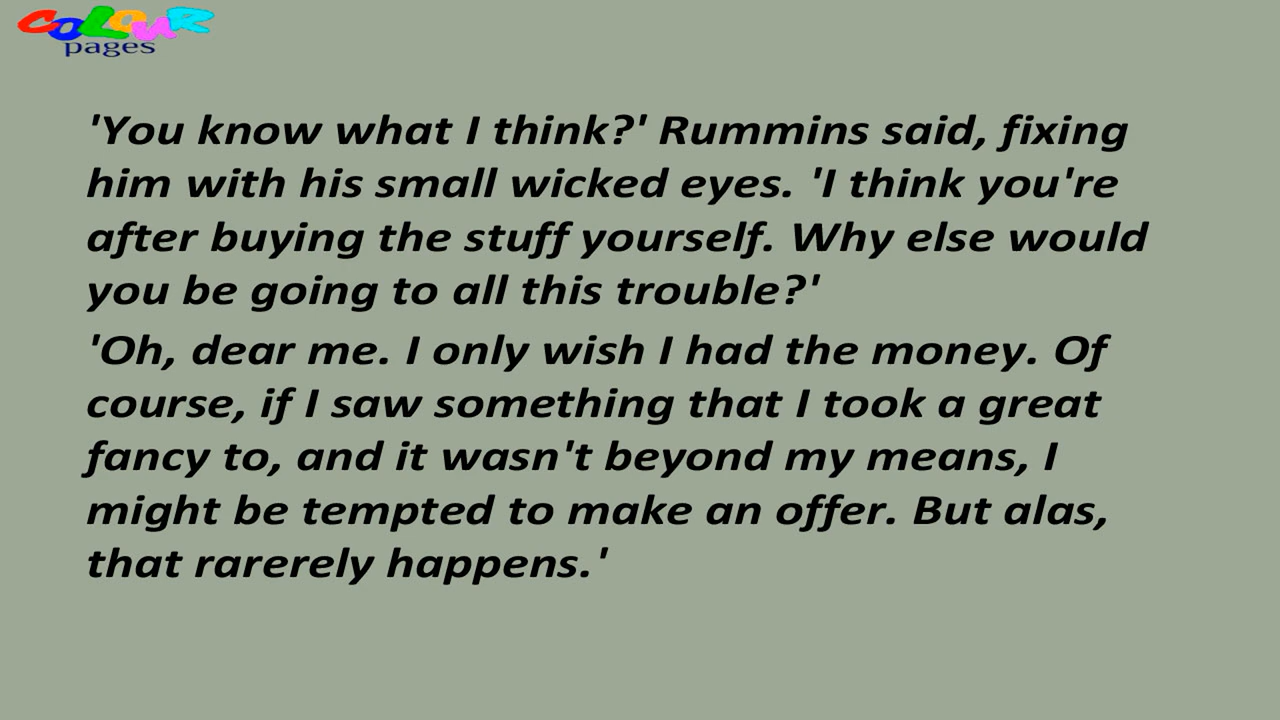 COLOUR
pages
'You know what I think?' Rummins said, fixing
him with his small wicked eyes. 'I think you're
after buying the stuff yourself. Why else would
you be going to all this trouble?'
'Oh, dear me. I only wish I had the money. Of
course, if I saw something that I took a great
fancy to, and it wasn't beyond my means, I
might be tempted to make an offer. But alas,
that rarerely happens.'